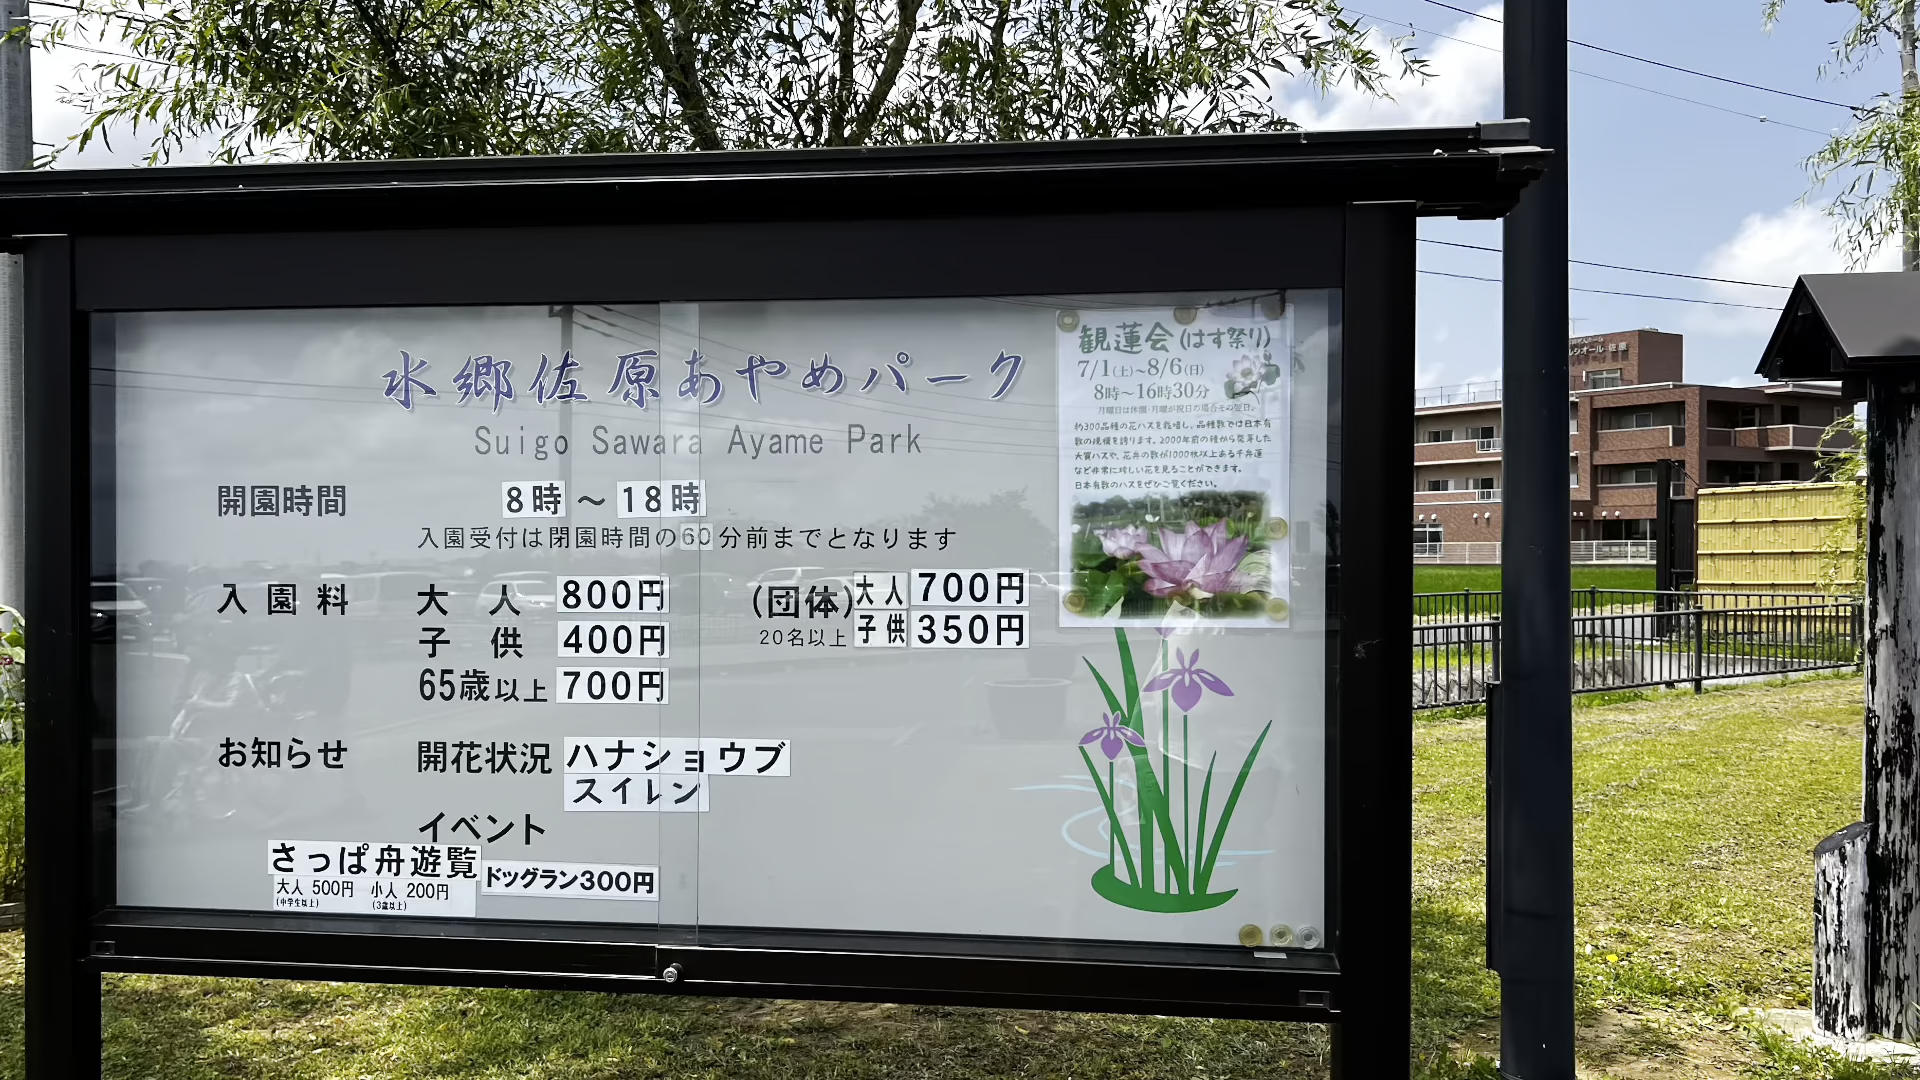 水郷佐原あやめパーク
Suigo Sawara Ayame Park
開園時間 8時～18時
入園受付は閉園時間の60分前までとなります
入園料 大人 800円 (団体) 大人 700円
子供 400円 20名以上 子供 350円
65歳以上 700円
お知らせ 開花状況 ハナショウブ
スイレン
イベント
さっぱ舟遊覧 ドッグラン300円
大人 500円 小人 200円
(中学生以上) (3歳以上)
観蓮会(はす祭り)
7/1(土)～8/6(日)
8時～16時30分
月曜日は休園・月曜が祝日の場合その翌日。
約300品種の花ハスを栽培し、品種数では日本有
数の規模を誇ります。2000年前の種から発芽した
大賀ハスや、花弁の数が1000枚以上ある千弁蓮
など非常に珍しい花を見ることができます。
日本有数のハスをぜひご覧ください。